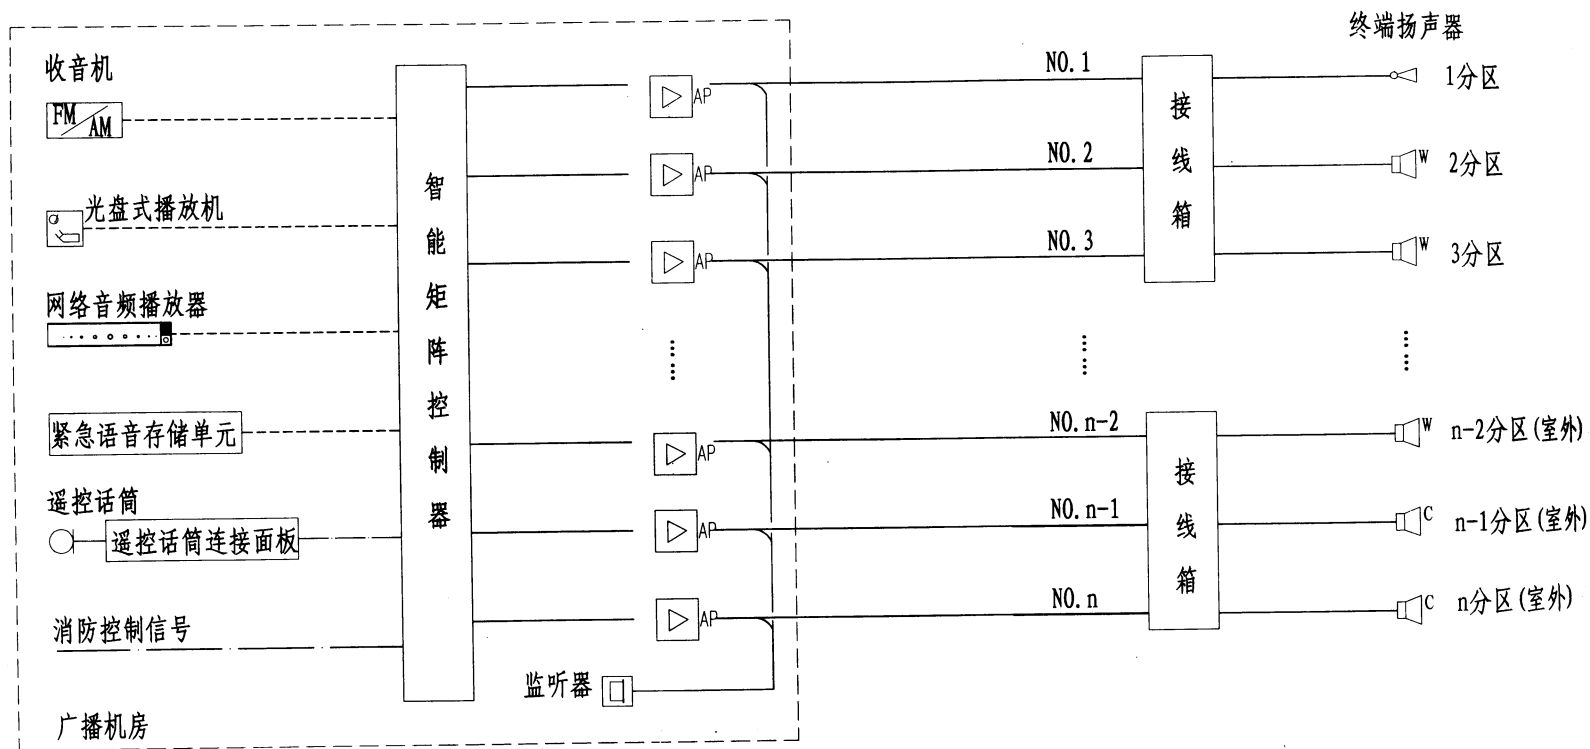 终端扬声器
收音机
FM/AM
光盘式播放机
网络音频播放器
紧急语音存储单元
遥控话筒
遥控话筒连接面板
消防控制信号
广播机房
智能矩阵控制器
AP
AP
AP
AP
AP
AP
监听器
NO.1
NO.2
NO.3
NO.n-2
NO.n-1
NO.n
接线箱
接线箱
1分区
W 2分区
W 3分区
W n-2分区(室外)
C n-1分区(室外)
C n分区(室外)